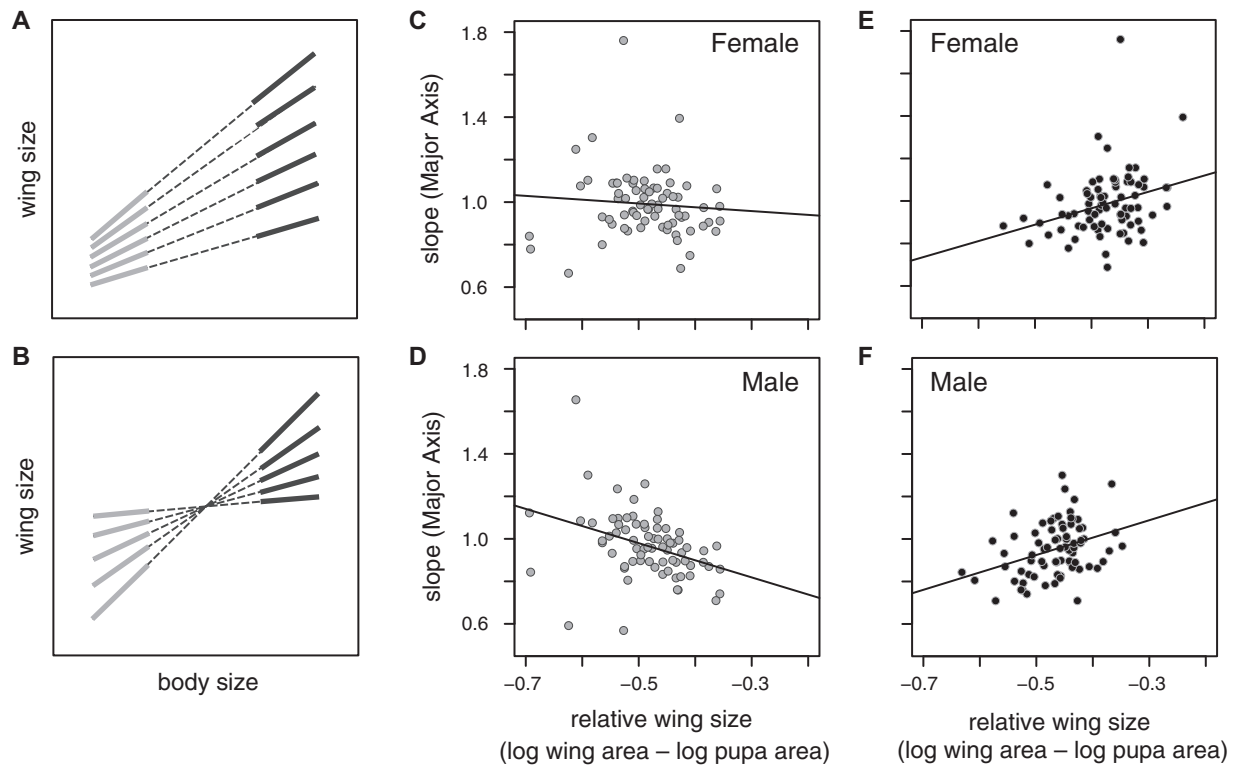 A
wing size
B
wing size
body size
C
Female
slope (Major Axis)
1.8
1.4
1.0
0.6
D
Male
slope (Major Axis)
1.8
1.4
1.0
0.6
−0.7
−0.5
−0.3
relative wing size
(log wing area – log pupa area)
E
Female
F
Male
−0.7
−0.5
−0.3
relative wing size
(log wing area – log pupa area)